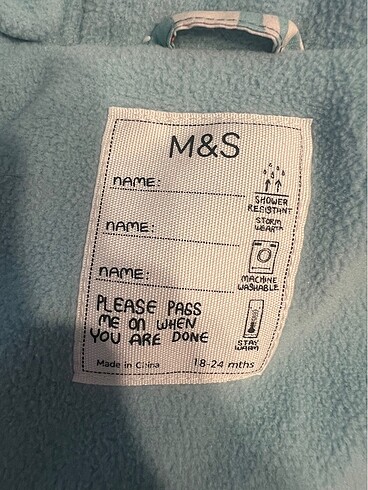 M&S
NAME:
NAME:
NAME:
SHOWER
RESISTANT
STORM
WEAR™
MACHINE
WASHABLE
PLEASE PASS
ME ON WHEN
YOU ARE DONE
STAY
WARM
Made in China
18-24 mths